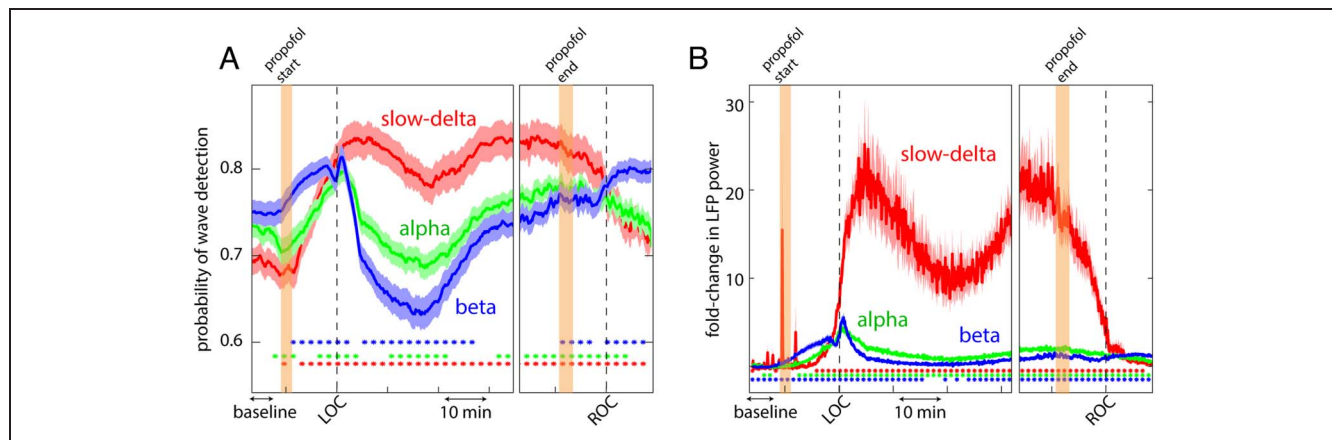 A
propofol
start
propofol
end
probability of wave detection
0.8
0.7
0.6
slow-delta
alpha
beta
baseline
LOC
10 min
ROC
B
propofol
start
propofol
end
fold-change in LFP power
30
20
10
slow-delta
alpha
beta
baseline
LOC
10 min
ROC